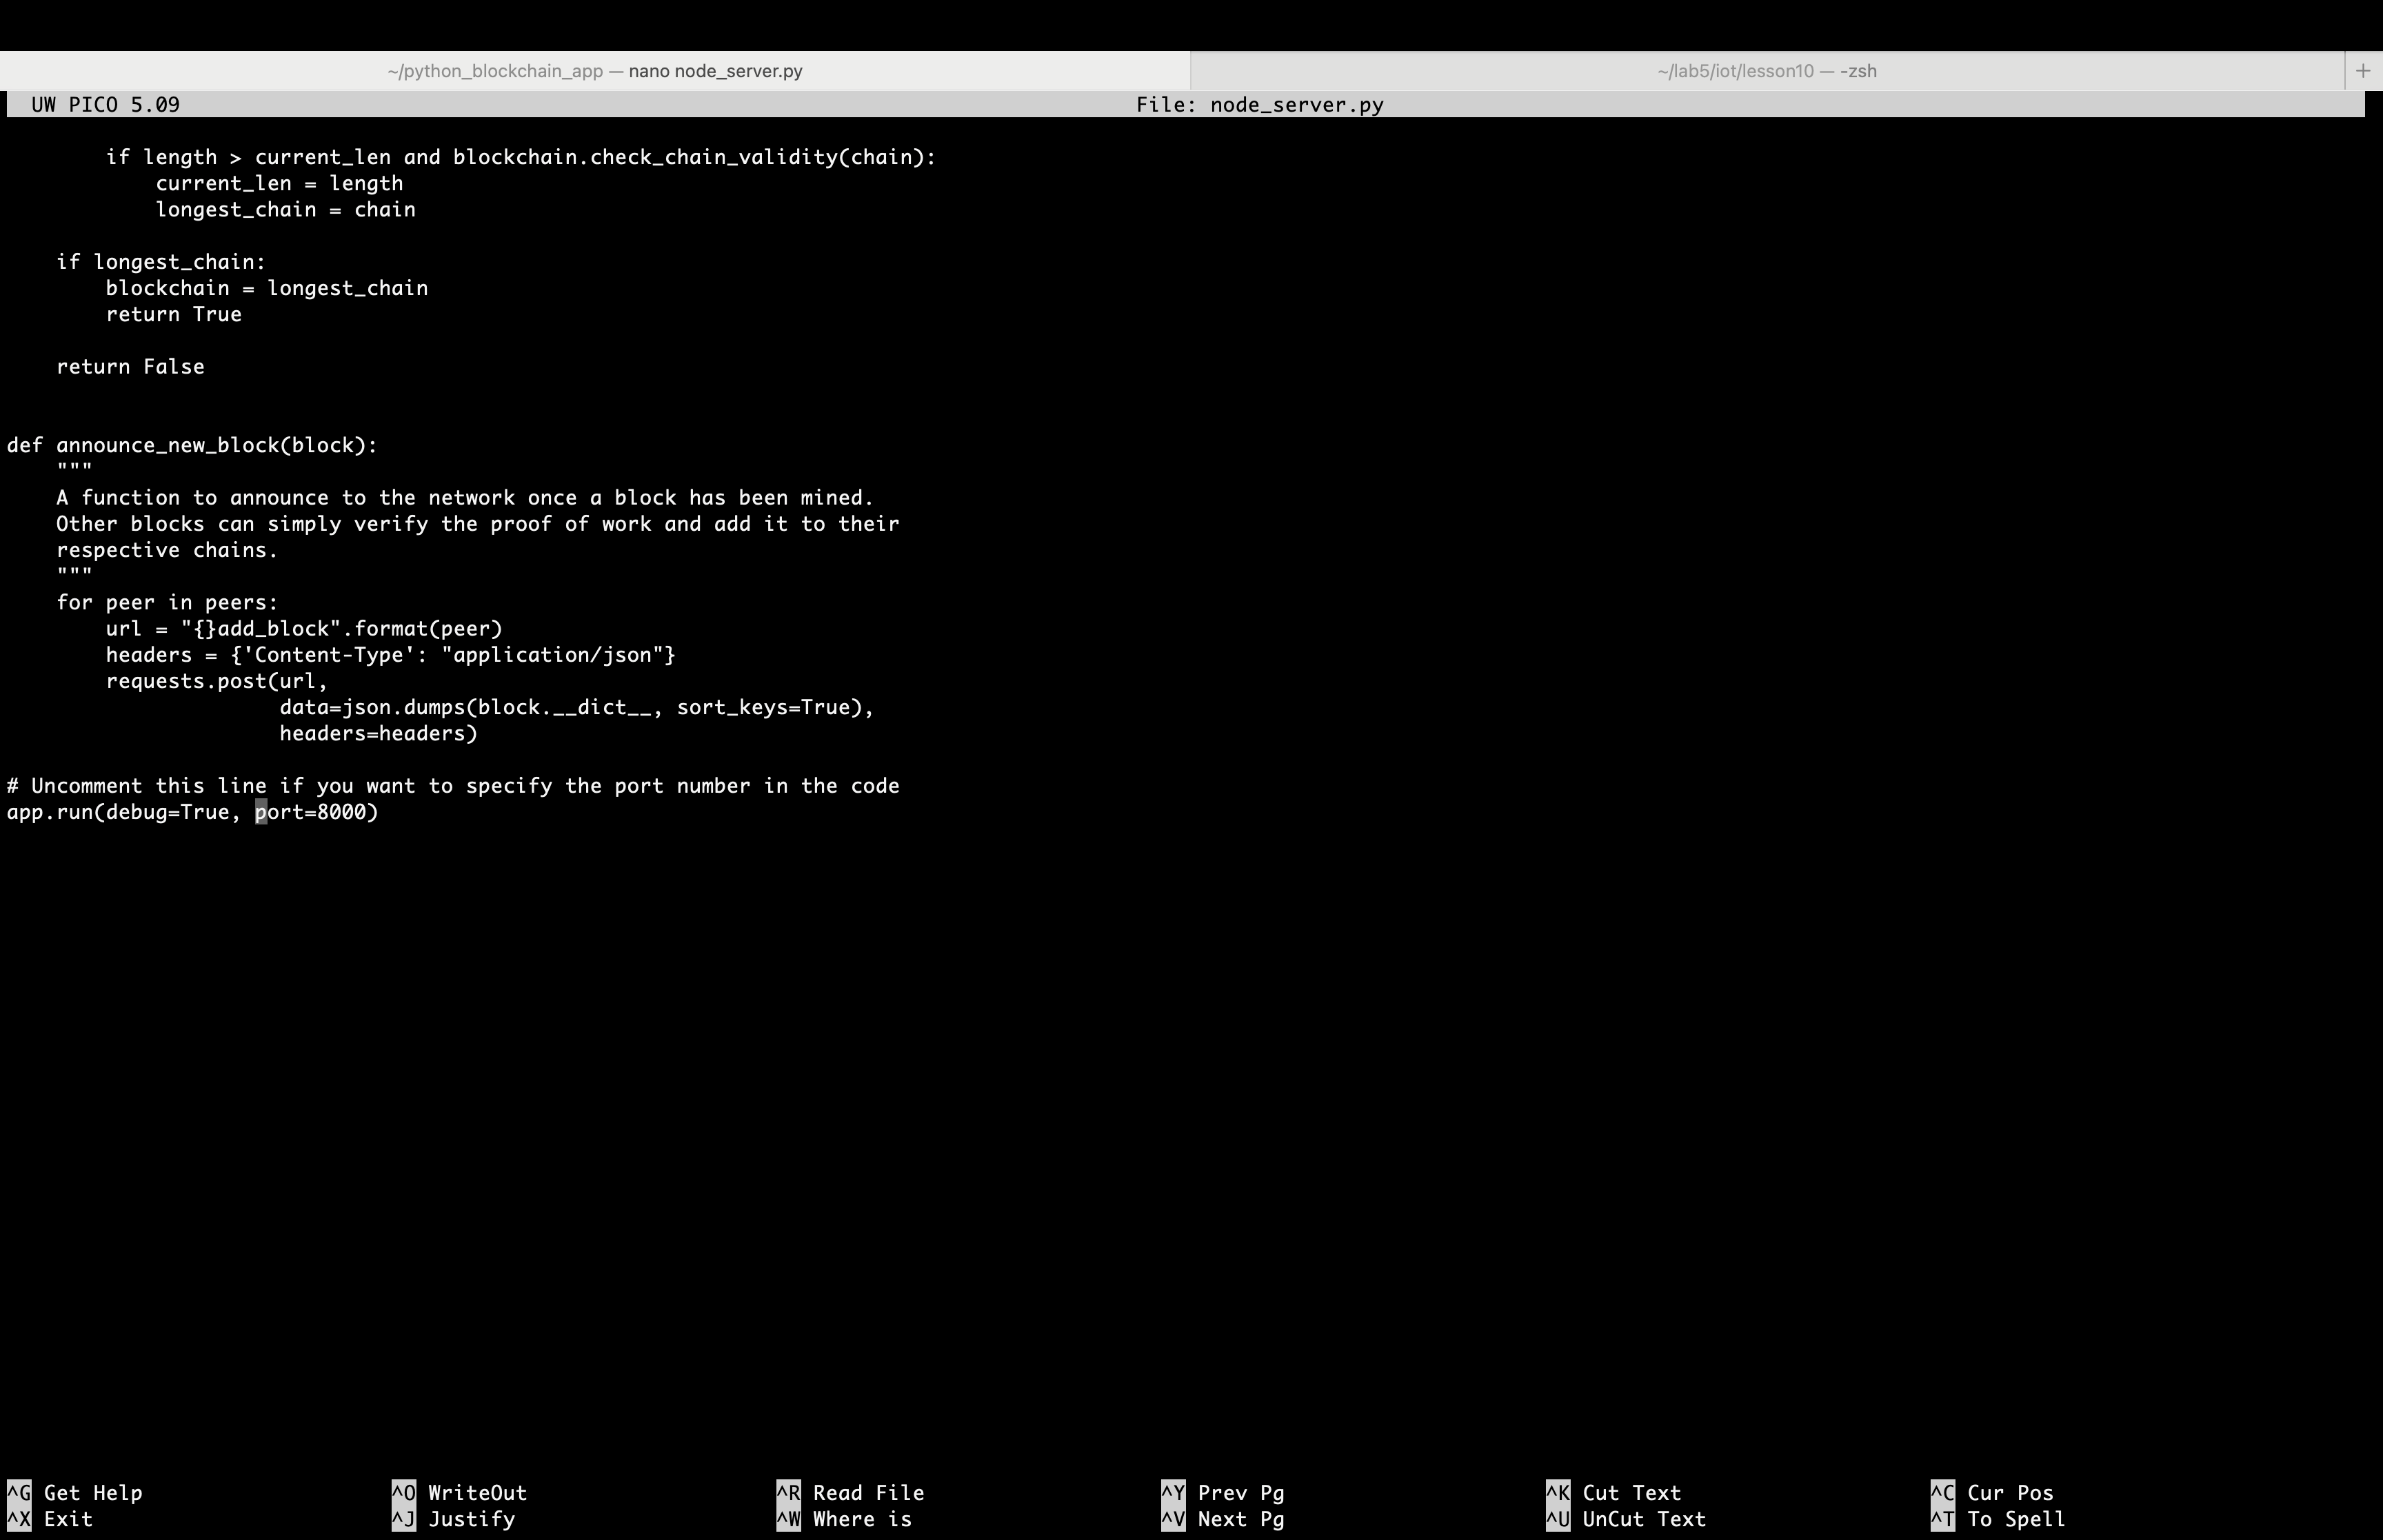 ~/python_blockchain_app — nano node_server.py
~/lab5/iot/lesson10 — -zsh
+
UW PICO 5.09 File: node_server.py
        if length > current_len and blockchain.check_chain_validity(chain):
            current_len = length
            longest_chain = chain
    if longest_chain:
        blockchain = longest_chain
        return True
    return False
def announce_new_block(block):
    """
    A function to announce to the network once a block has been mined.
    Other blocks can simply verify the proof of work and add it to their
    respective chains.
    """
    for peer in peers:
        url = "{}add_block".format(peer)
        headers = {'Content-Type': "application/json"}
        requests.post(url,
                      data=json.dumps(block.__dict__, sort_keys=True),
                      headers=headers)
# Uncomment this line if you want to specify the port number in the code
app.run(debug=True, port=8000)
^G Get Help ^O WriteOut ^R Read File ^Y Prev Pg ^K Cut Text ^C Cur Pos
^X Exit ^J Justify ^W Where is ^V Next Pg ^U UnCut Text ^T To Spell